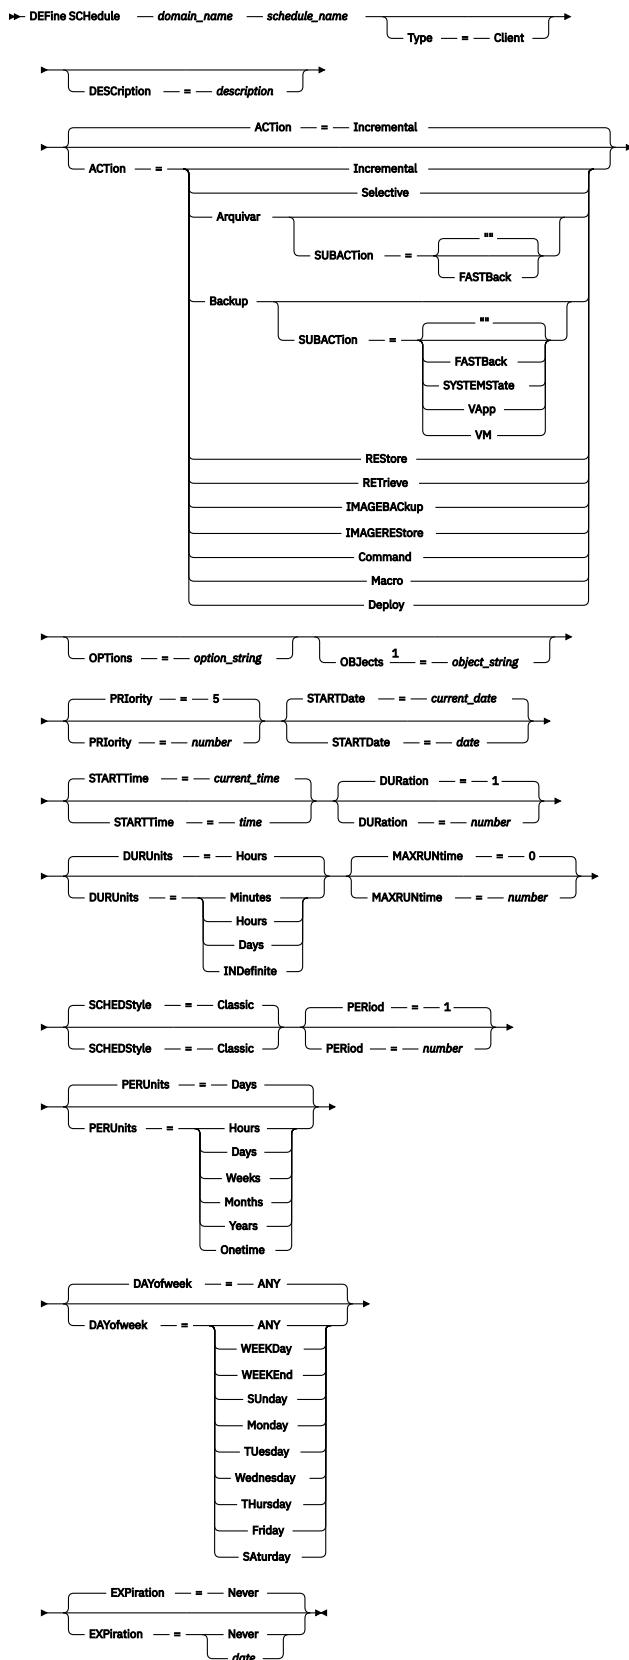 DEFine SCHedule domain_name schedule_name
Type = Client
DESCription = description
ACTion = Incremental
ACTion = Incremental
Selective
Arquivar
""
SUBACTion =
FASTBack
Backup
""
SUBACTion =
FASTBack
SYSTEMSTate
VApp
VM
REStore
RETrieve
IMAGEBACkup
IMAGEREStore
Command
Macro
Deploy
OPTions = option_string OBJects 1 = object_string
PRIority = 5 STARTDate = current_date
PRIority = number STARTDate = date
STARTTime = current_time DURation = 1
STARTTime = time DURation = number
DURUnits = Hours MAXRUNtime = 0
DURUnits = Minutes MAXRUNtime = number
Hours
Days
INDefinite
SCHEDStyle = Classic PERiod = 1
SCHEDStyle = Classic PERiod = number
PERUnits = Days
PERUnits = Hours
Days
Weeks
Months
Years
Onetime
DAYofweek = ANY
DAYofweek = ANY
WEEKDay
WEEKEnd
SUnday
Monday
TUesday
Wednesday
THursday
Friday
SAturday
EXPiration = Never
EXPiration = Never
date